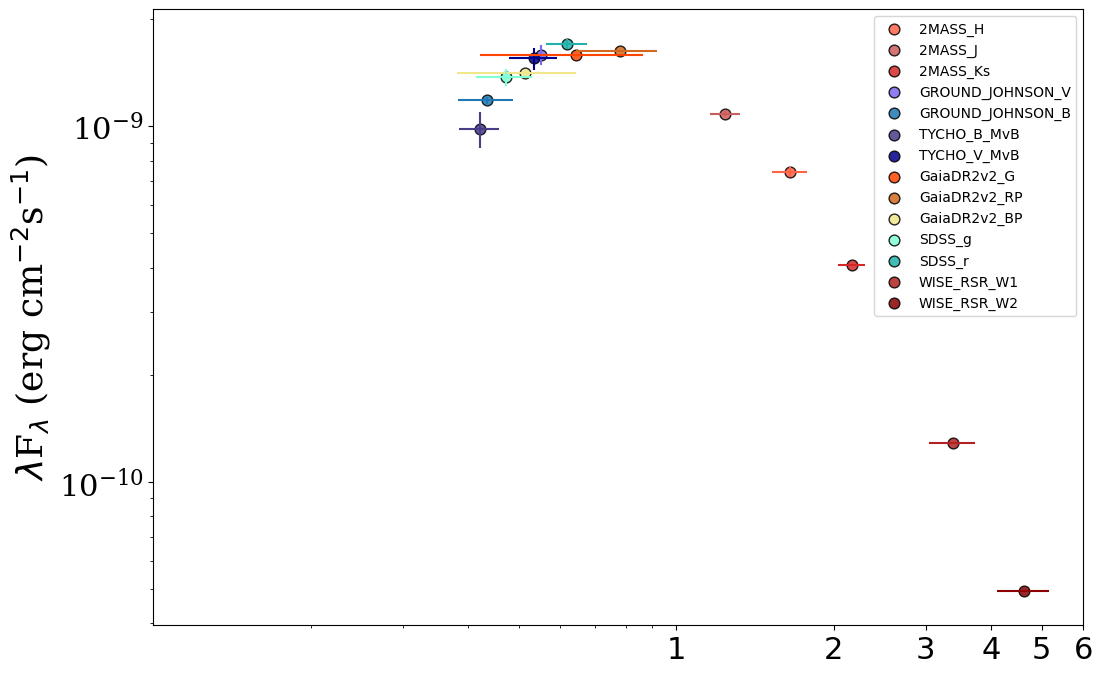 λF_λ (erg cm⁻²s⁻¹)
10⁻⁹
10⁻¹⁰
2MASS_H
2MASS_J
2MASS_Ks
GROUND_JOHNSON_V
GROUND_JOHNSON_B
TYCHO_B_MvB
TYCHO_V_MvB
GaiaDR2v2_G
GaiaDR2v2_RP
GaiaDR2v2_BP
SDSS_g
SDSS_r
WISE_RSR_W1
WISE_RSR_W2
1 2 3 4 5 6